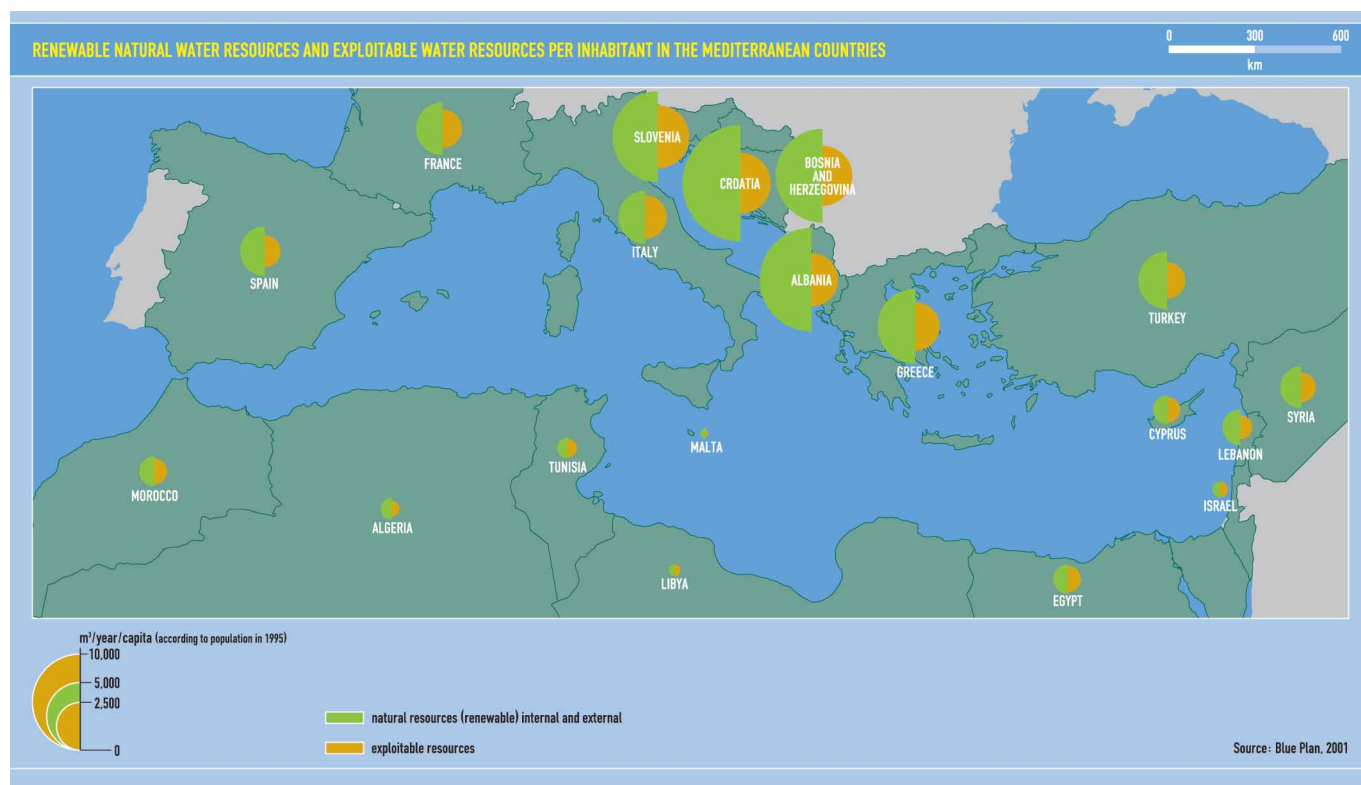 RENEWABLE NATURAL WATER RESOURCES AND EXPLOITABLE WATER RESOURCES PER INHABITANT IN THE MEDITERRANEAN COUNTRIES
0 300 600
km
FRANCE
SLOVENIA
CROATIA
BOSNIA
AND
HERZEGOVINA
ITALY
SPAIN
ALBANIA
GREECE
TURKEY
SYRIA
CYPRUS
LEBANON
MALTA
TUNISIA
MOROCCO
ALGERIA
ISRAEL
LIBYA
EGYPT
m³/year/capita (according to population in 1995)
10,000
5,000
2,500
0
natural resources (renewable) internal and external
exploitable resources
Source: Blue Plan, 2001